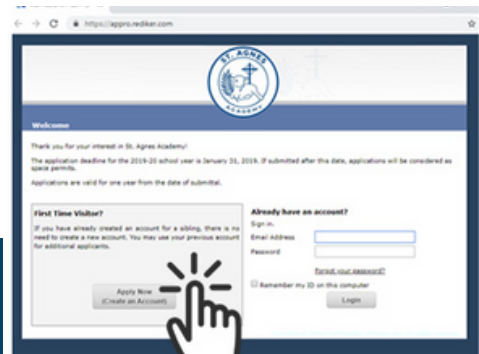 https://appro.rediker.com
ST. AGNES
ACADEMY
Welcome
Thank you for your interest in St. Agnes Academy!
The application deadline for the 2019-20 school year is January 31, 2019. If submitted after this date, applications will be considered as
space permits.
Applications are valid for one year from the date of submittal.
First Time Visitor?
If you have already created an account for a sibling, there is no
need to create a new account. You may use your previous account
for additional applicants.
Apply Now
(Create an Account)
Already have an account?
Sign in.
Email Address
Password
Forgot your password?
Remember my ID on this computer
Login